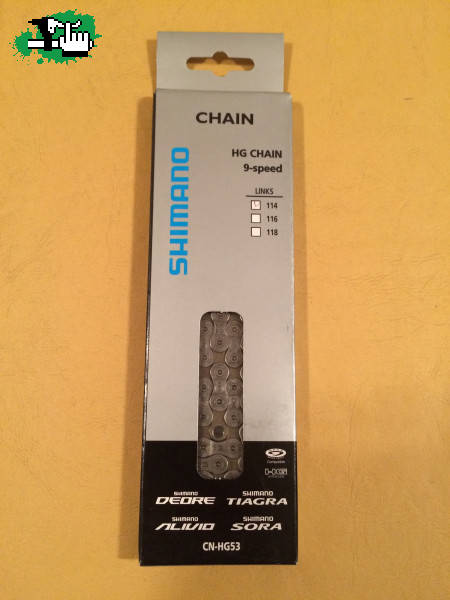 CHAIN
SHIMANO
HG CHAIN
9-speed
LINKS
114
116
118
SHIMANO DEORE
SHIMANO TIAGRA
SHIMANO ALIVIO
SHIMANO SORA
CN-HG53